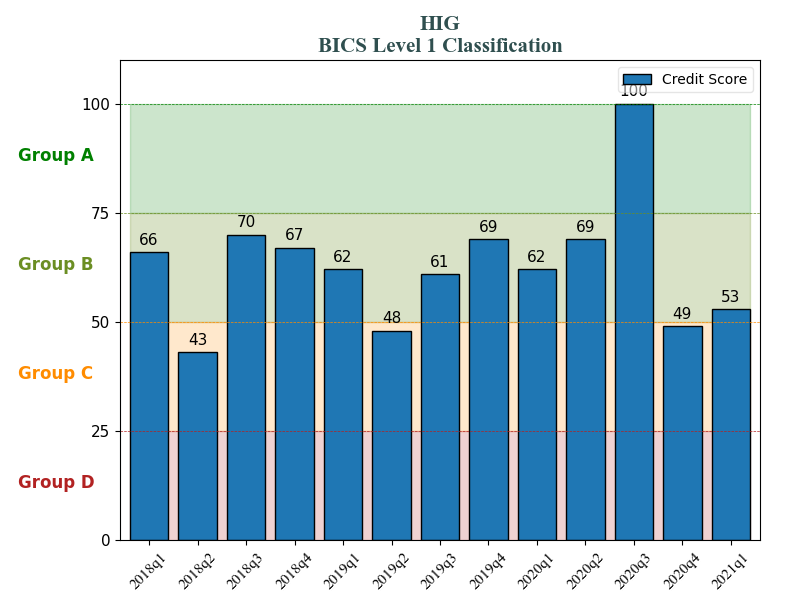 HIG
BICS Level 1 Classification
Credit Score
100
75
50
25
0
Group A
Group B
Group C
Group D
66
43
70
67
62
48
61
69
62
69
100
49
53
2018q1
2018q2
2018q3
2018q4
2019q1
2019q2
2019q3
2019q4
2020q1
2020q2
2020q3
2020q4
2021q1